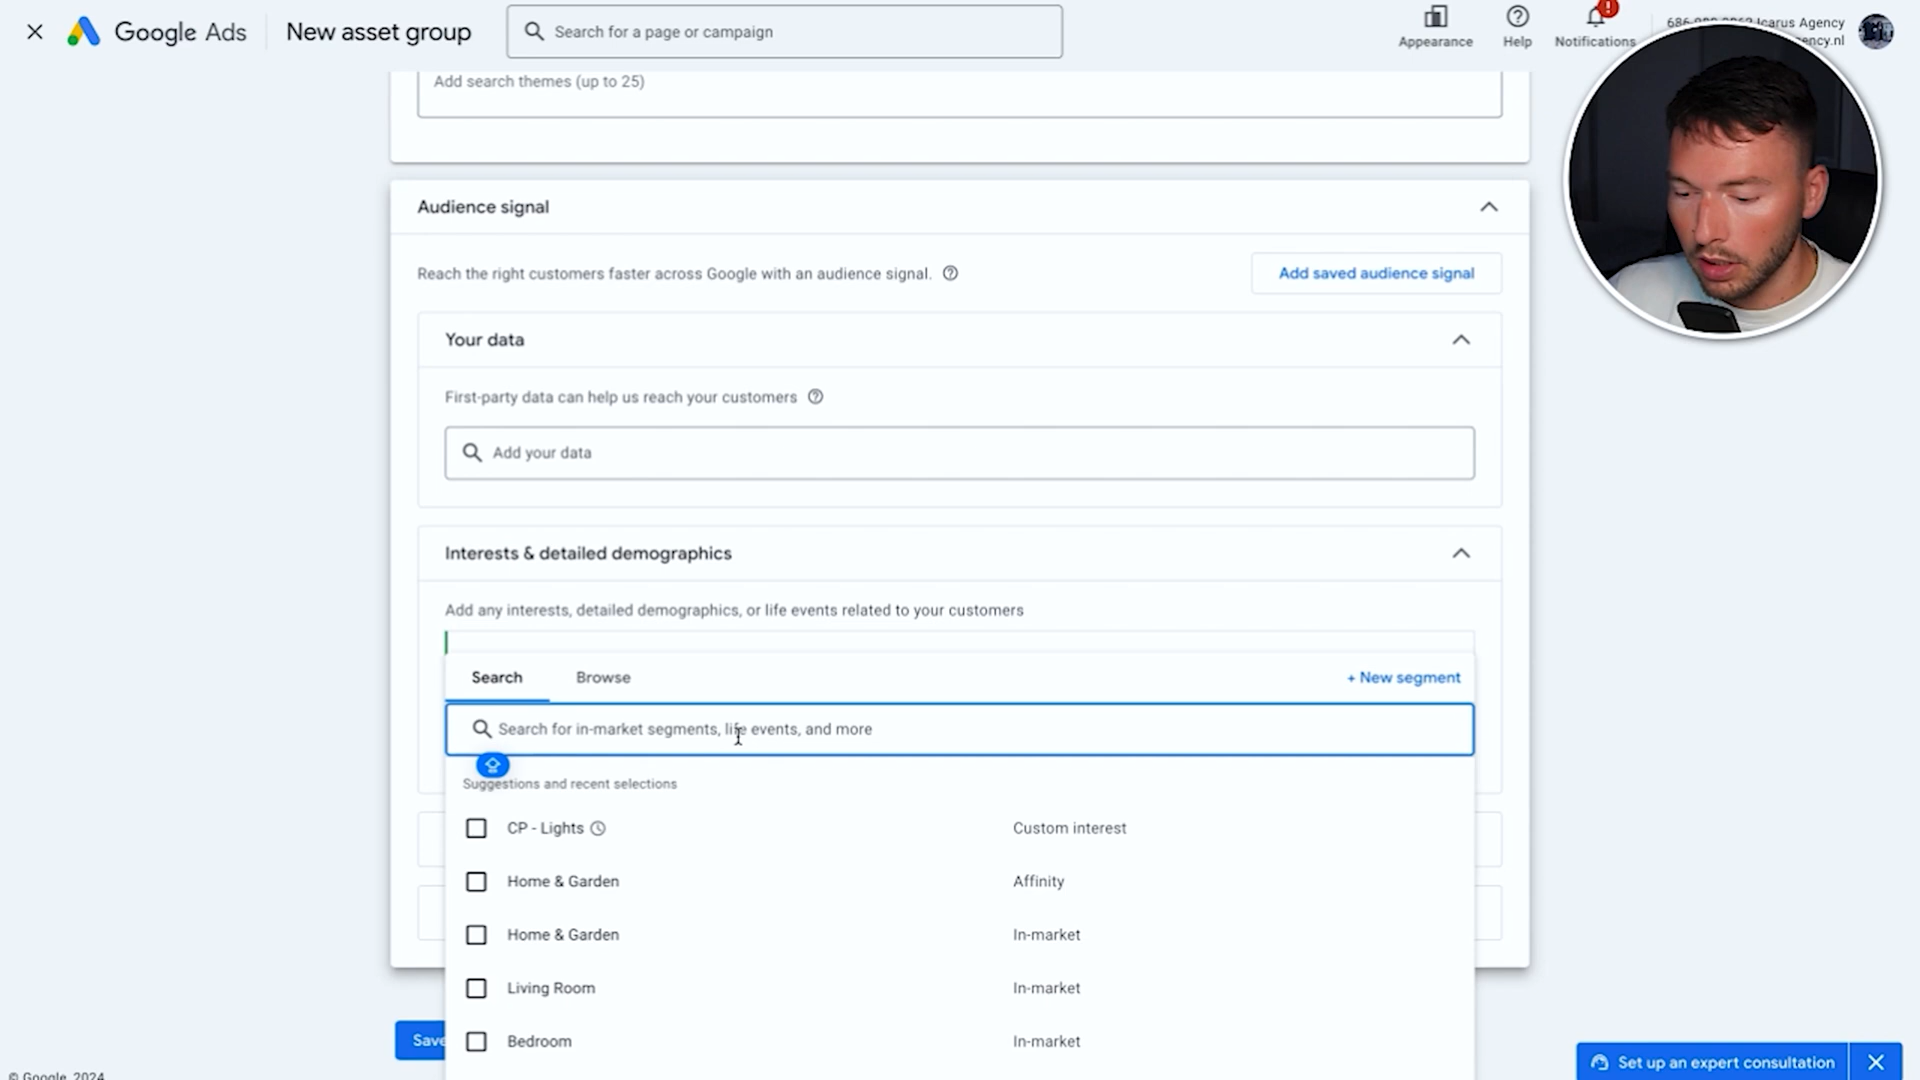 Google Ads
New asset group
Search for a page or campaign
Appearance
Help
Notifications
Icarus Agency
Add search themes (up to 25)
Audience signal
Reach the right customers faster across Google with an audience signal.
Add saved audience signal
Your data
First-party data can help us reach your customers
Add your data
Interests & detailed demographics
Add any interests, detailed demographics, or life events related to your customers
Search
Browse
+ New segment
Search for in-market segments, life events, and more
Suggestions and recent selections
CP - Lights
Custom interest
Home & Garden
Affinity
Home & Garden
In-market
Living Room
In-market
Bedroom
In-market
Save
Set up an expert consultation
© Google, 2024